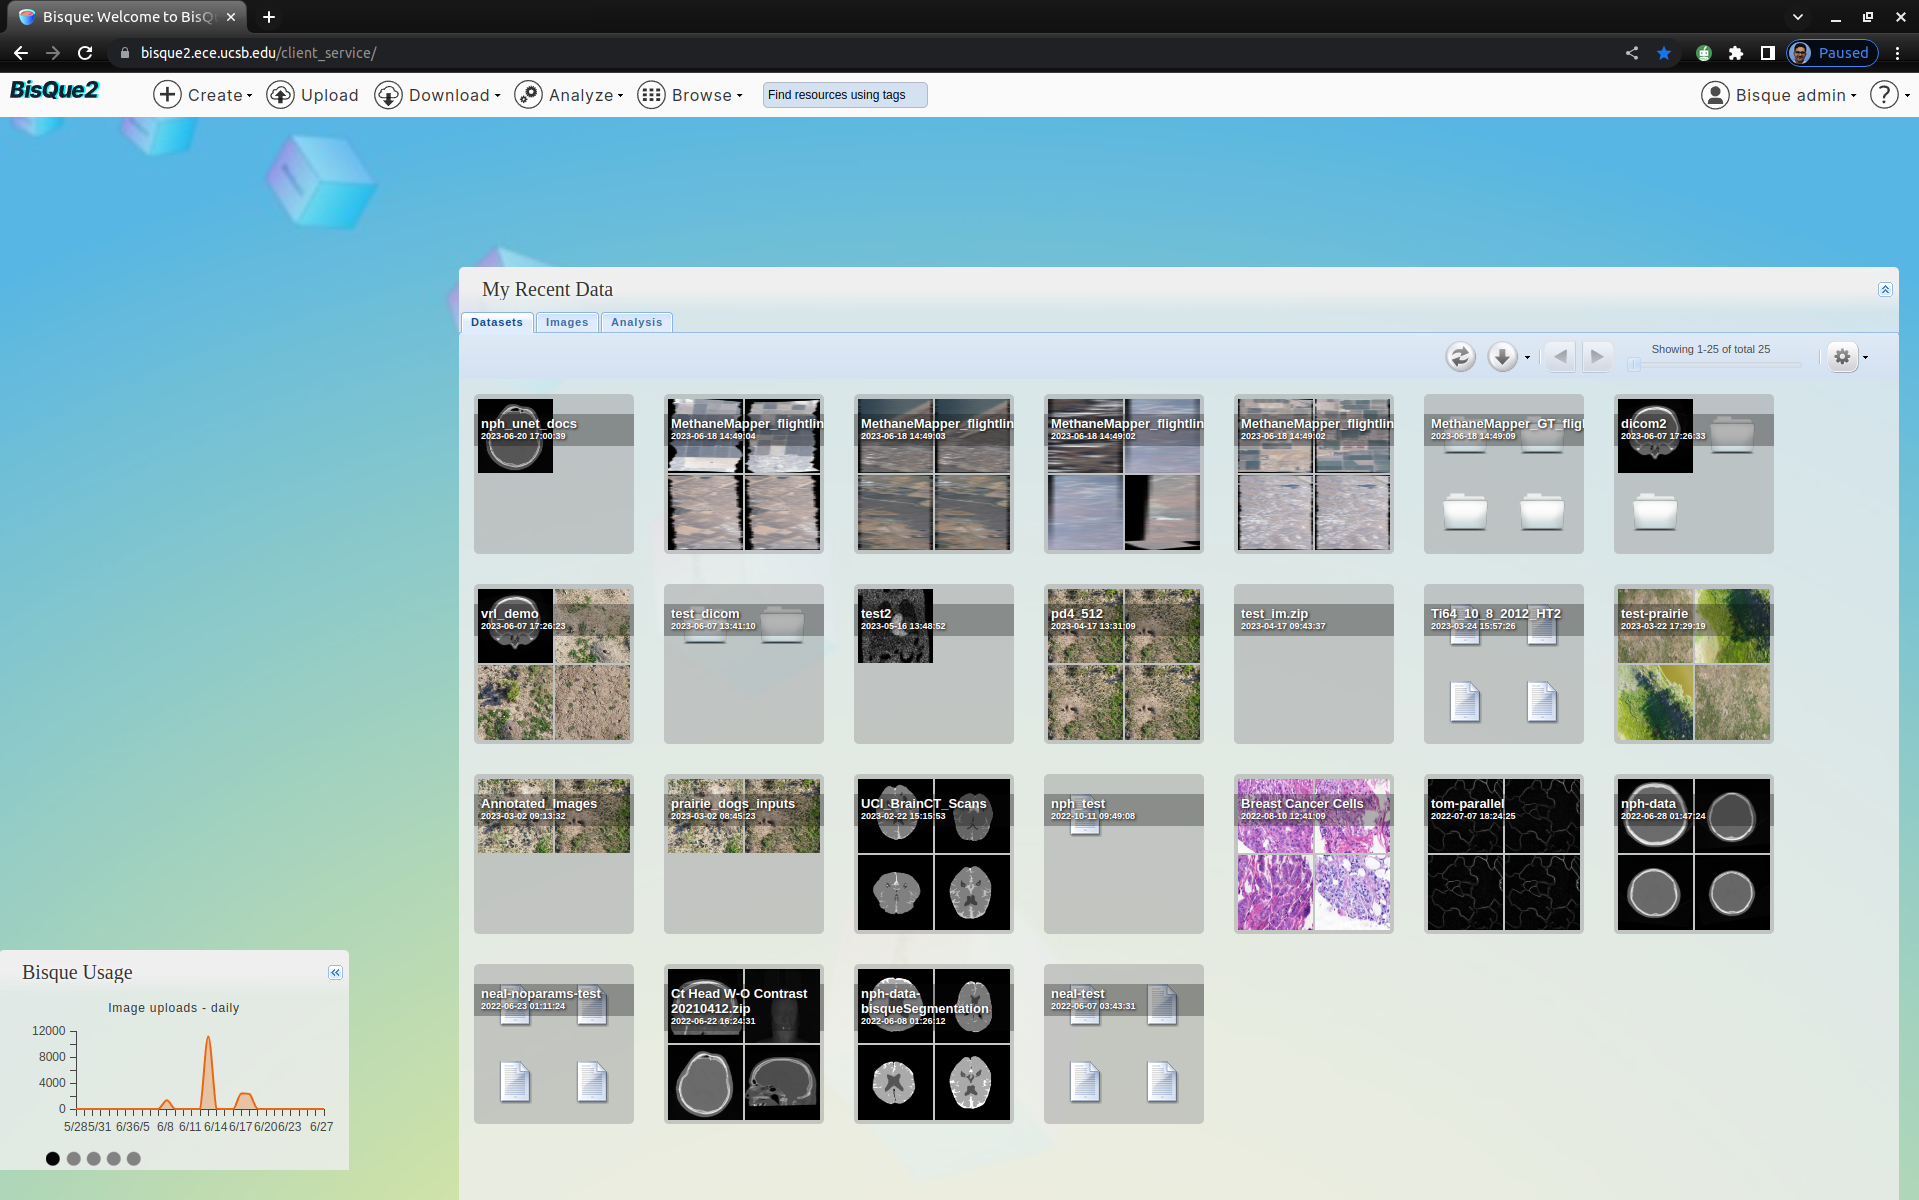 Bisque: Welcome to BisQ
bisque2.ece.ucsb.edu/client_service/
Paused
BisQue2
Create
Upload
Download
Analyze
Browse
Find resources using tags
Bisque admin
?
My Recent Data
Datasets
Images
Analysis
Showing 1-25 of total 25
nph_unet_docs
2023-06-20 17:00:39
MethaneMapper_flightlin
2023-06-18 14:49:04
MethaneMapper_flightlin
2023-06-18 14:49:03
MethaneMapper_flightlin
2023-06-18 14:49:02
MethaneMapper_flightlin
2023-06-18 14:49:02
MethaneMapper_GT_fligh
2023-06-18 14:49:09
dicom2
2023-06-07 17:26:33
vrl_demo
2023-06-07 17:26:23
test_dicom
2023-06-07 13:41:10
test2
2023-05-16 13:48:52
pd4_512
2023-04-17 13:31:09
test_im.zip
2023-04-17 09:43:37
Ti64_10_8_2012_HT2
2023-03-24 15:57:26
test-prairie
2023-03-22 17:29:19
Annotated_Images
2023-03-02 09:13:32
prairie_dogs_inputs
2023-03-02 08:45:23
UCI_BrainCT_Scans
2023-02-22 15:15:53
nph_test
2022-10-11 09:49:08
Breast Cancer Cells
2022-08-10 12:41:09
tom-parallel
2022-07-07 18:24:25
nph-data
2022-06-28 01:47:24
neal-noparams-test
2022-06-23 01:11:24
Ct Head W-O Contrast
20210412.zip
2022-06-22 16:24:31
nph-data-
bisqueSegmentation
2022-06-08 01:26:12
neal-test
2022-06-07 03:43:31
Bisque Usage
Image uploads - daily
12000
8000
4000
0
5/28 5/31 6/3 6/5 6/8 6/11 6/14 6/17 6/20 6/23 6/27